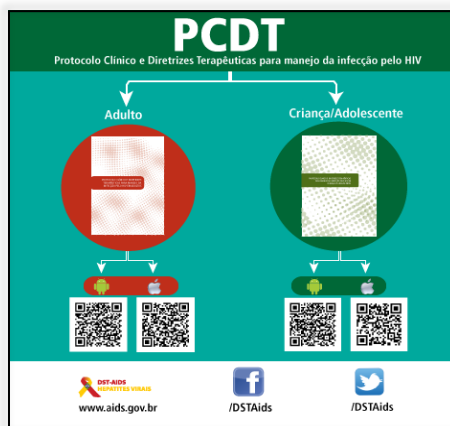 PCDT
Protocolo Clínico e Diretrizes Terapêuticas para manejo da infecção pelo HIV
Adulto
Criança/Adolescente
DST·AIDS
HEPATITES VIRAIS
www.aids.gov.br
/DSTAids
/DSTAids